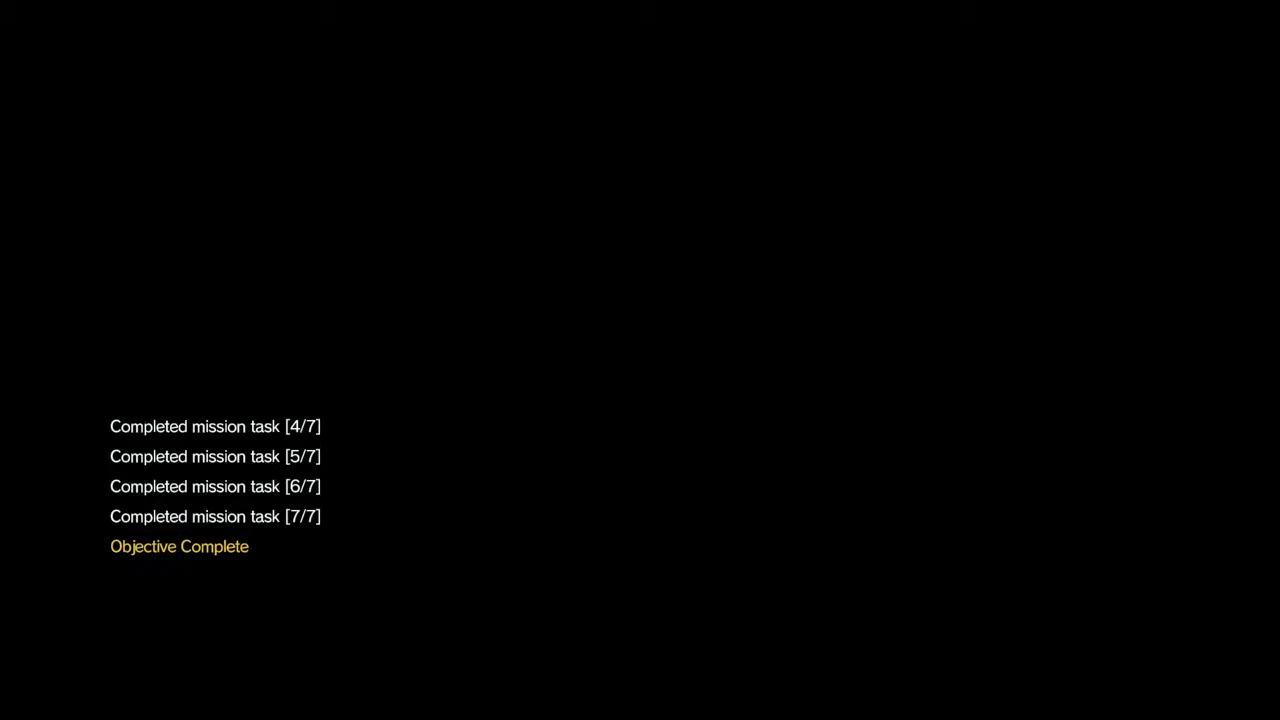 Completed mission task [4/7]
Completed mission task [5/7]
Completed mission task [6/7]
Completed mission task [7/7]
Objective Complete